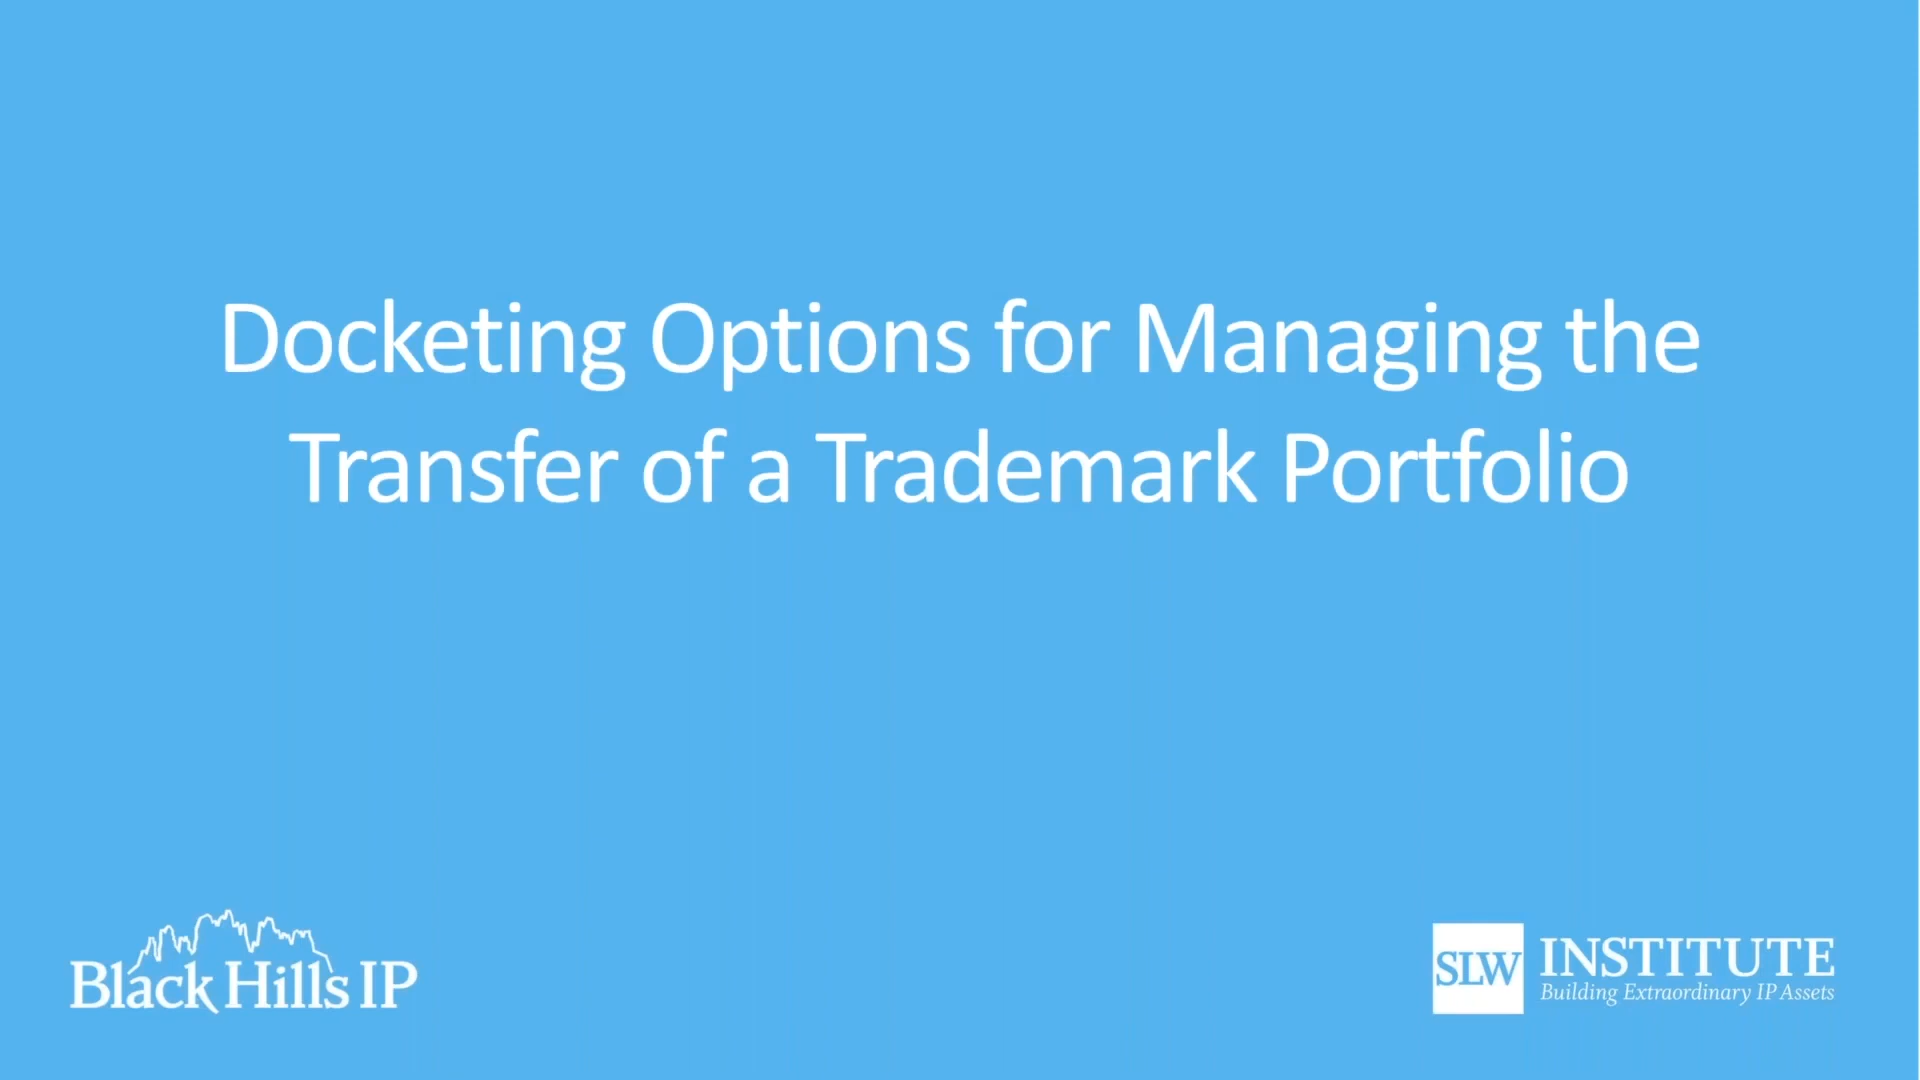 Docketing Options for Managing the
Transfer of a Trademark Portfolio
Black Hills IP
SLW INSTITUTE
Building Extraordinary IP Assets